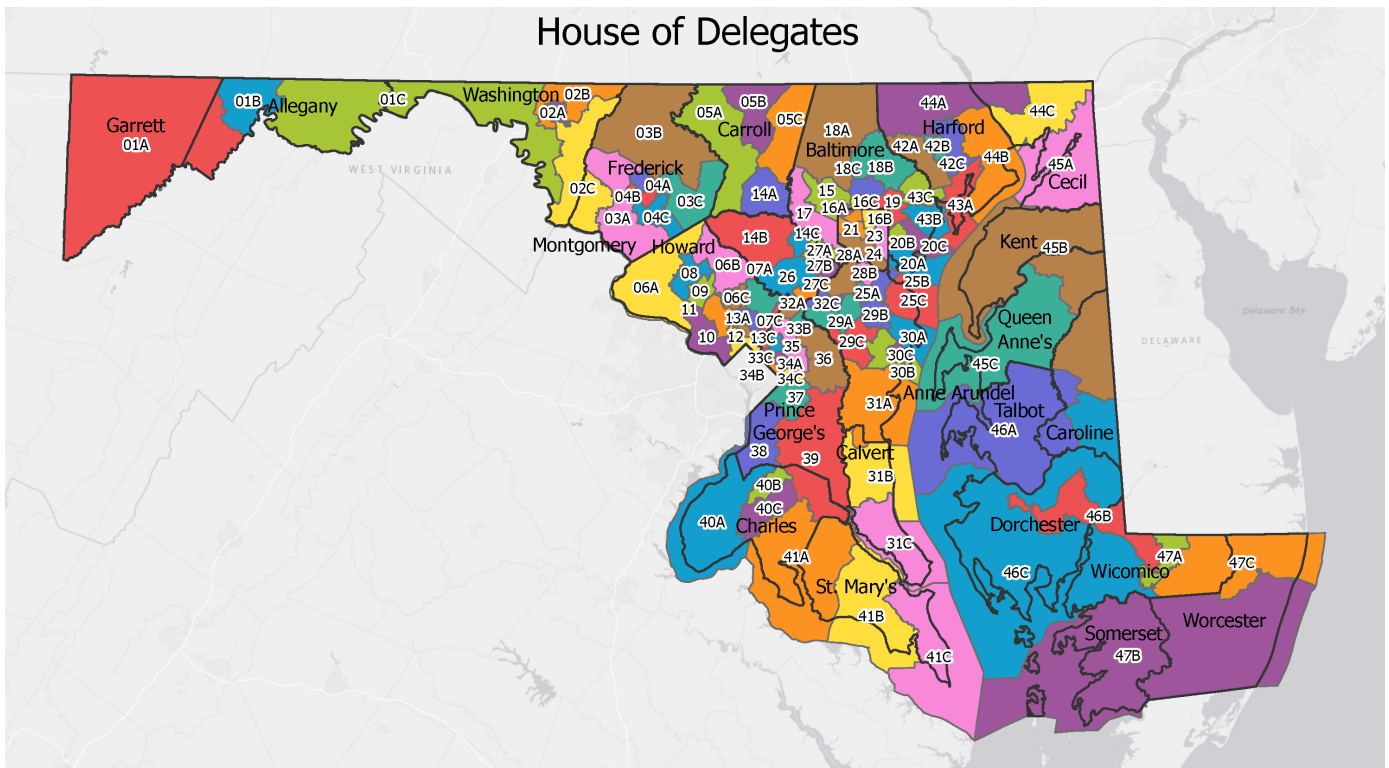 House of Delegates
Garrett
01A
01B
Allegany
01C
Washington
02A
02B
02C
03B
Frederick
04A
04B
03A
04C
03C
05A
05B
Carroll
05C
14A
18A
Baltimore
18C
18B
44A
Harford
42A
42B
42C
44B
44C
45A
Cecil
WEST VIRGINIA
15
16A
16C
19
43C
43A
17
16B
43B
Montgomery
Howard
14B
14C
21
23
20B
20C
27A
28A
24
06B
07A
27B
20A
08
26
28B
25B
06A
09
06C
27C
25A
25C
11
32A
32C
13A
07C
29A
29B
10
12
13C
33B
30A
35
29C
33C
34A
36
30C
34B
34C
30B
37
Kent
45B
Queen
Anne's
45C
Delaware Bay
DELAWARE
Anne Arundel
Talbot
46A
Caroline
31A
Prince
George's
38
39
Calvert
31B
40B
40C
40A
Charles
31C
41A
St. Mary's
41B
41C
Dorchester
46B
46C
Wicomico
47A
47C
Somerset
47B
Worcester